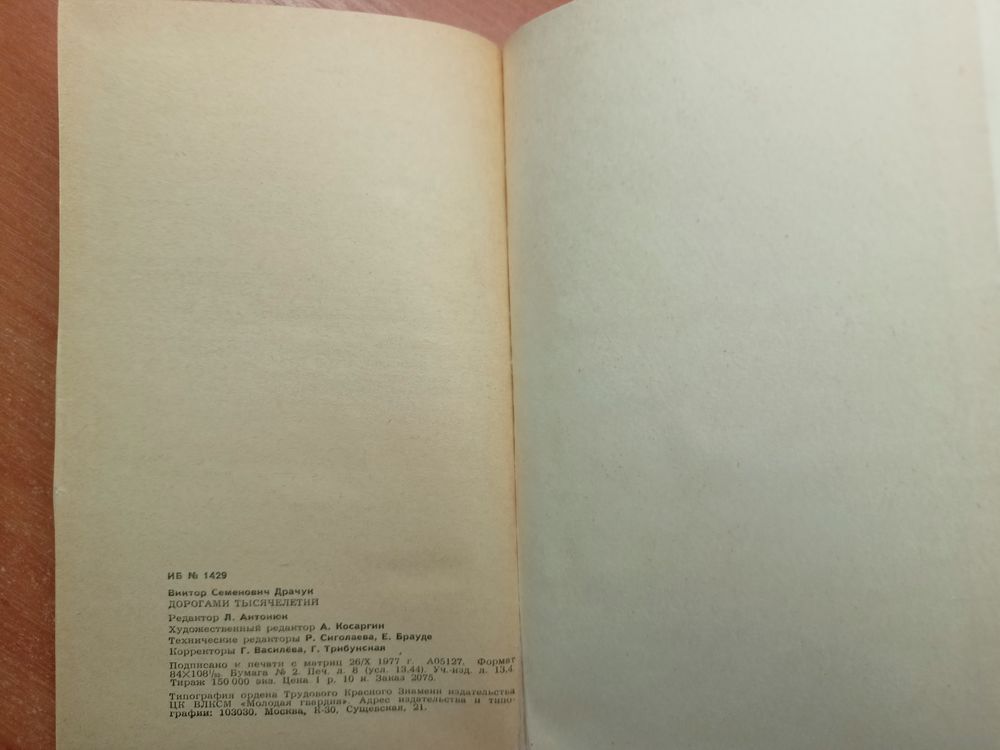 ИБ № 1429
Виктор Семенович Драчук
ДОРОГАМИ ТЫСЯЧЕЛЕТИЙ
Редактор Л. Антонюк
Художественный редактор А. Косаргин
Технические редакторы Р. Сиголаева, Е. Брауде
Корректоры Г. Василёва, Г. Трибунская
Подписано к печати с матриц 26/X 1977 г. А05127. Формат
84×108¹/₃₂. Бумага № 2. Печ. л. 8 (усл. 13,44). Уч.-изд. л. 13,4
Тираж 150 000 экз. Цена 1 р. 10 к. Заказ 2075.
Типография ордена Трудового Красного Знамени издательства
ЦК ВЛКСМ «Молодая гвардия». Адрес издательства и типо-
графии: 103030, Москва, К-30, Сущевская, 21.